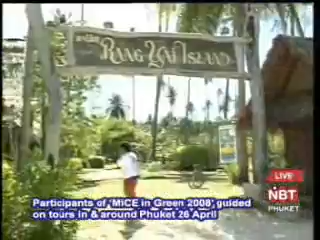 NBT
RANG YAI ISLAND
LIVE
NBT
PHUKET
Participants of ‘MICE in Green 2008’ guided
on tours in & around Phuket 26 April